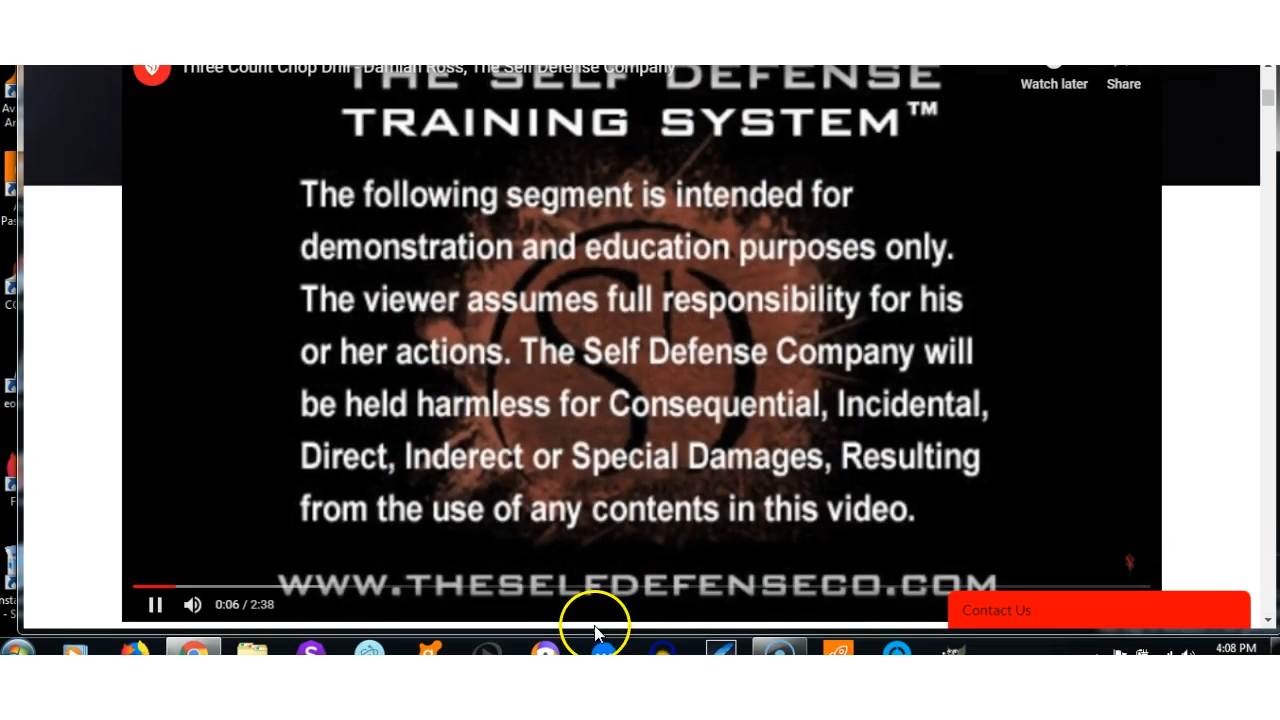 Three Count Chop Drill - Damian Ross, The Self Defense Company
THE SELF DEFENSE
TRAINING SYSTEM™
Watch later
Share
The following segment is intended for
demonstration and education purposes only.
The viewer assumes full responsibility for his
or her actions. The Self Defense Company will
be held harmless for Consequential, Incidental,
Direct, Inderect or Special Damages, Resulting
from the use of any contents in this video.
WWW.THESELFDEFENSECO.COM
0:06 / 2:38
Contact Us
4:08 PM